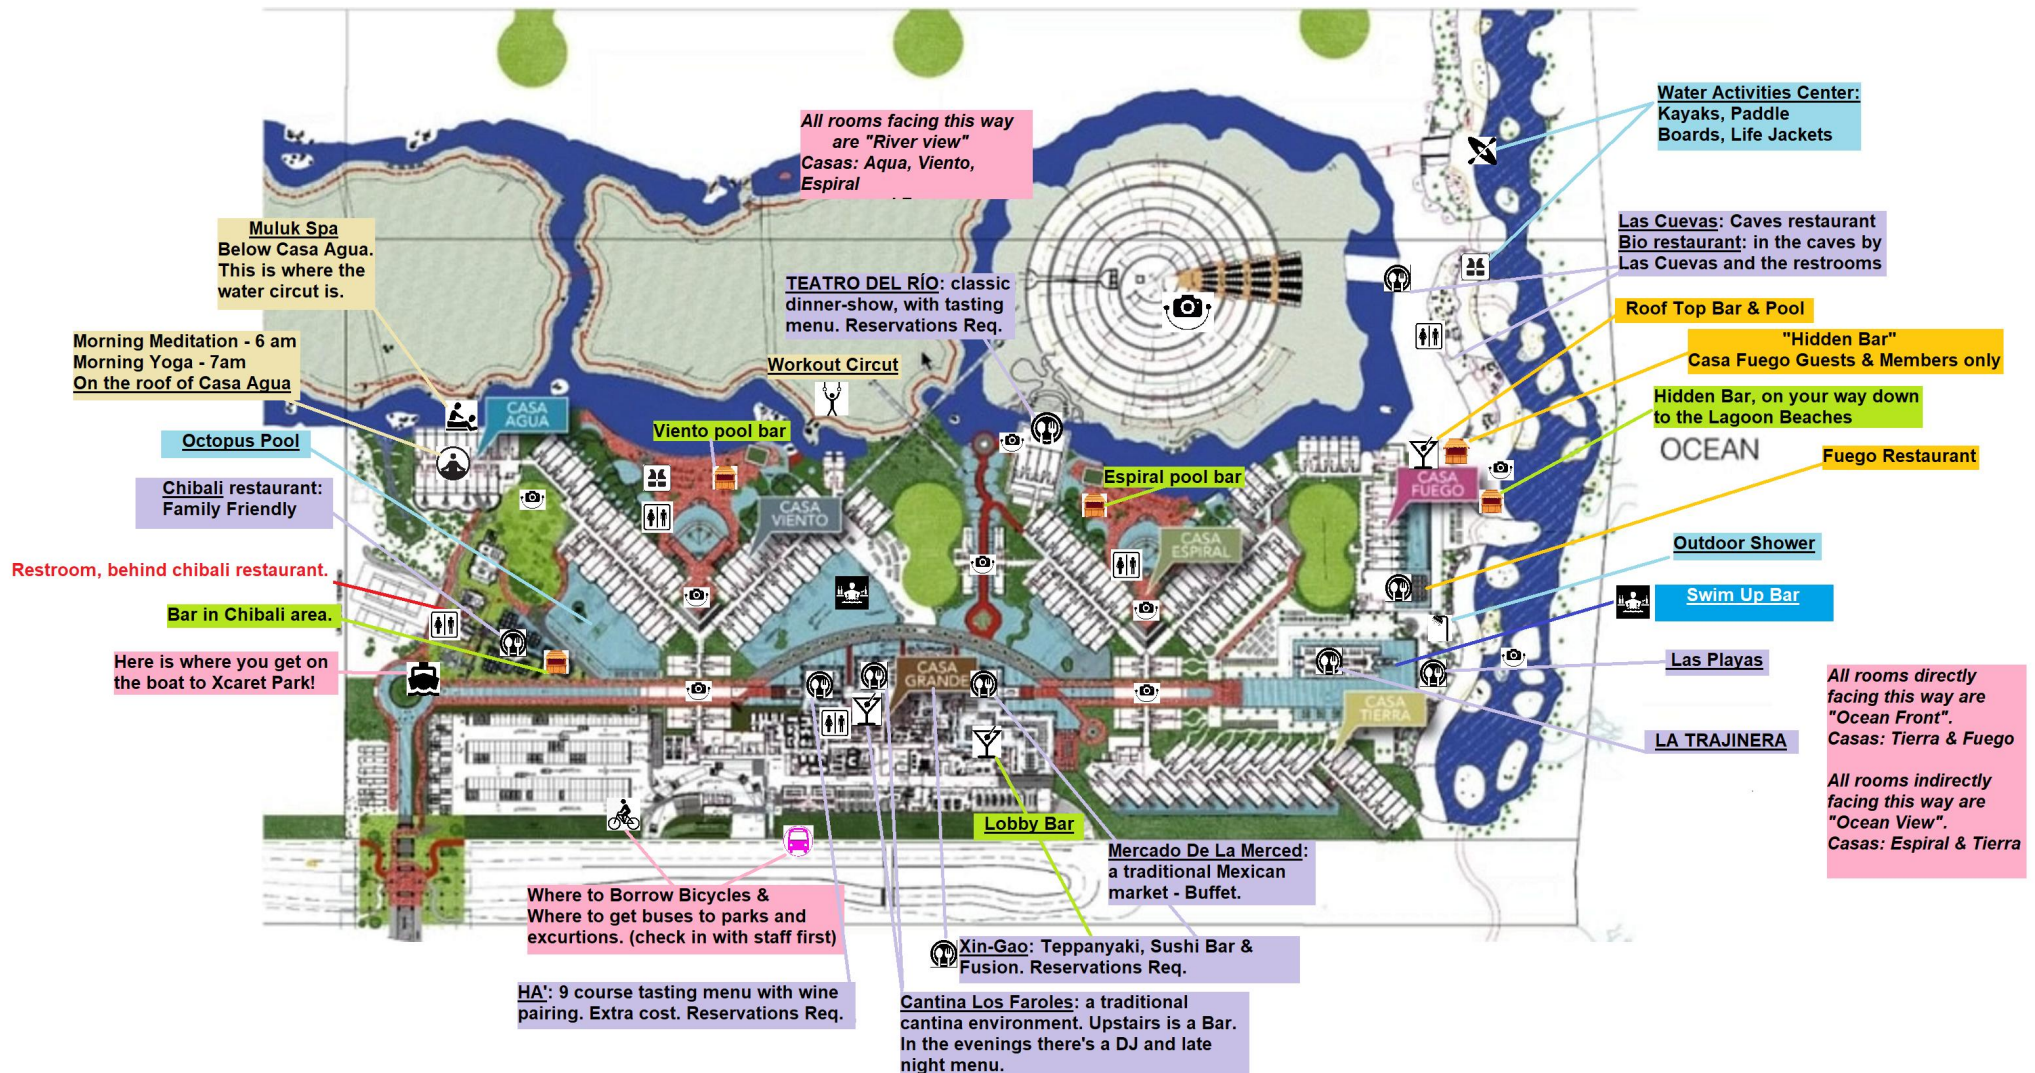 All rooms facing this way
are "River view"
Casas: Aqua, Viento,
Espiral
Water Activities Center:
Kayaks, Paddle
Boards, Life Jackets
Muluk Spa
Below Casa Agua.
This is where the
water circut is.
Las Cuevas: Caves restaurant
Bio restaurant: in the caves by
Las Cuevas and the restrooms
TEATRO DEL RÍO: classic
dinner-show, with tasting
menu. Reservations Req.
Roof Top Bar & Pool
Morning Meditation - 6 am
Morning Yoga - 7am
On the roof of Casa Agua
"Hidden Bar"
Casa Fuego Guests & Members only
Workout Circut
Hidden Bar, on your way down
to the Lagoon Beaches
CASA
AGUA
Viento pool bar
Octopus Pool
OCEAN
Fuego Restaurant
Espiral pool bar
CASA
FUEGO
Chibali restaurant:
Family Friendly
CASA
VIENTO
CASA
ESPIRAL
Outdoor Shower
Restroom, behind chibali restaurant.
Swim Up Bar
Bar in Chibali area.
Here is where you get on
the boat to Xcaret Park!
CASA
GRANDE
Las Playas
CASA
TIERRA
All rooms directly
facing this way are
"Ocean Front".
Casas: Tierra & Fuego
All rooms indirectly
facing this way are
"Ocean View".
Casas: Espiral & Tierra
LA TRAJINERA
Lobby Bar
Mercado De La Merced:
a traditional Mexican
market - Buffet.
Where to Borrow Bicycles &
Where to get buses to parks and
excurtions. (check in with staff first)
Xin-Gao: Teppanyaki, Sushi Bar &
Fusion. Reservations Req.
HA': 9 course tasting menu with wine
pairing. Extra cost. Reservations Req.
Cantina Los Faroles: a traditional
cantina environment. Upstairs is a Bar.
In the evenings there's a DJ and late
night menu.